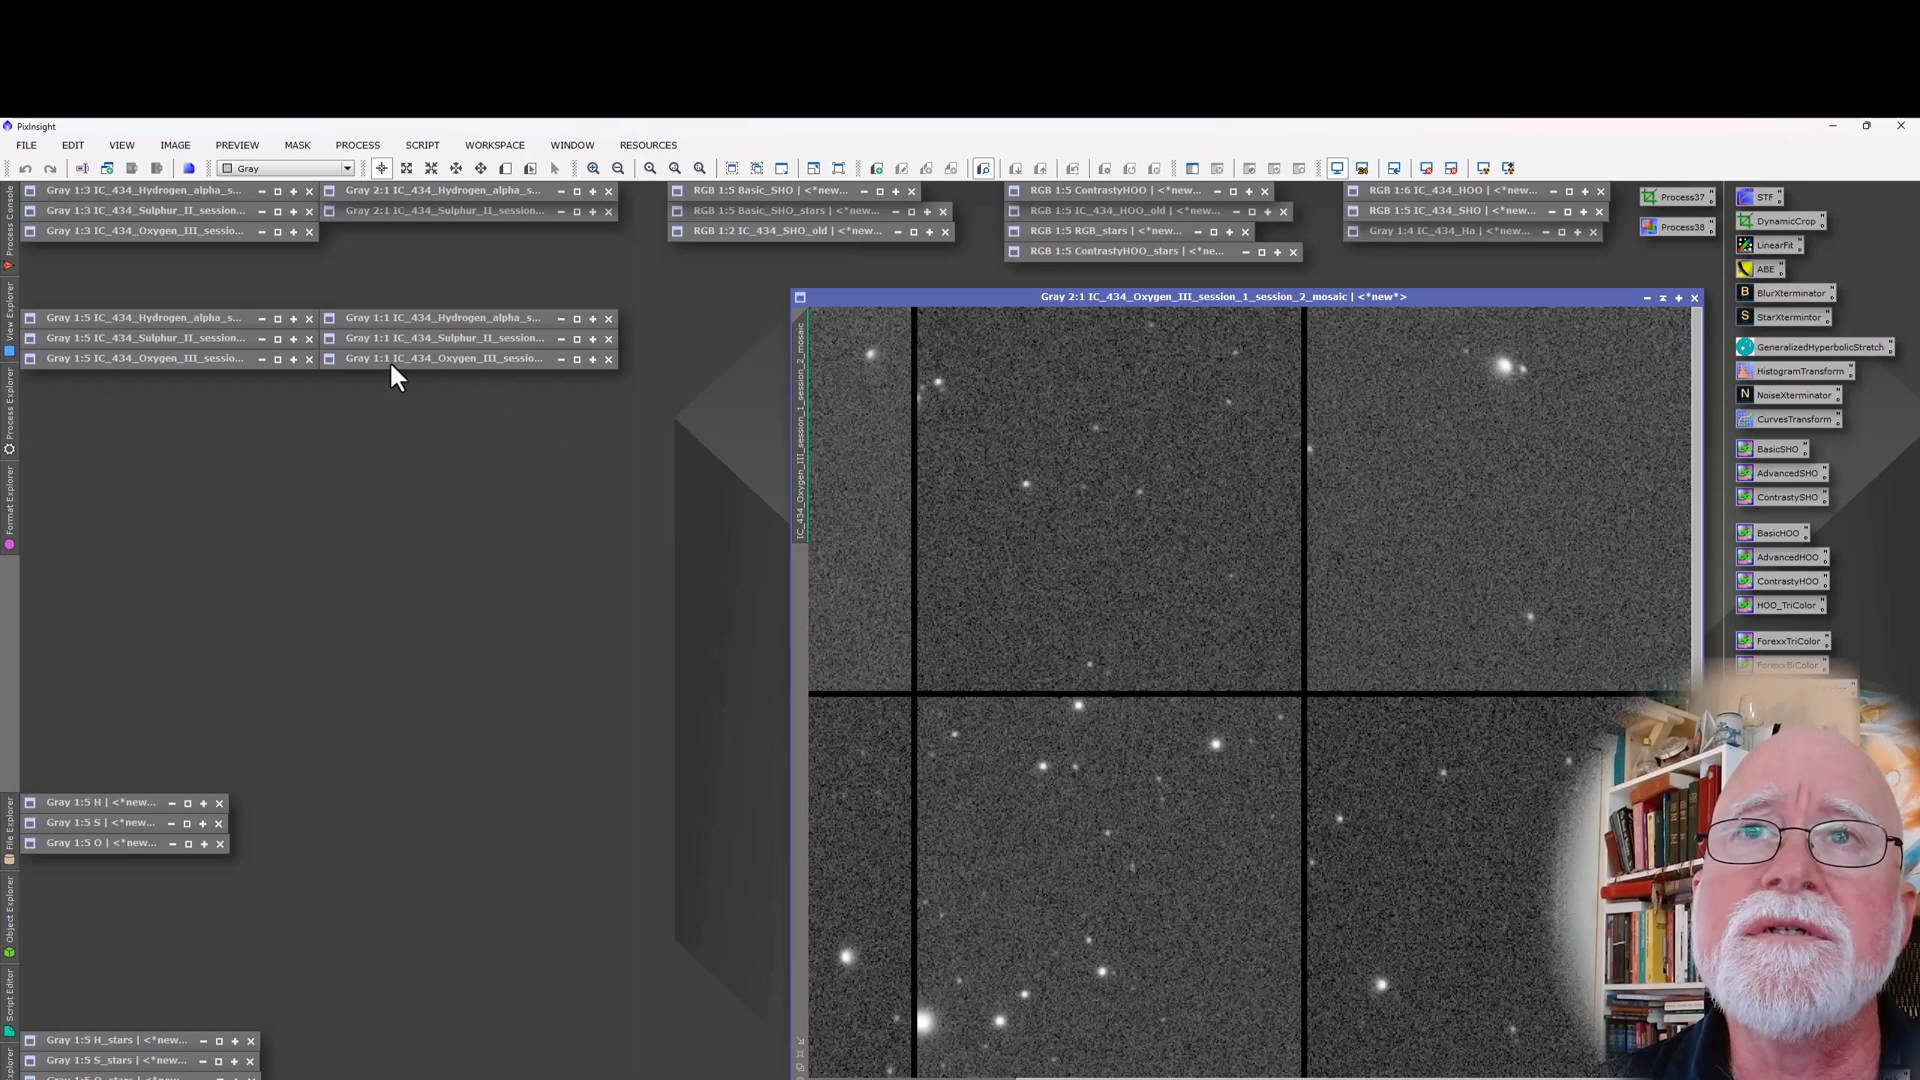 PixInsight
FILE EDIT VIEW IMAGE PREVIEW MASK PROCESS SCRIPT WORKSPACE WINDOW RESOURCES
Gray
Gray 1:3 IC_434_Hydrogen_alpha_s...
Gray 2:1 IC_434_Hydrogen_alpha_s...
RGB 1:5 Basic_SHO | <*new...
RGB 1:5 ContrastyHOO | <*new...
RGB 1:6 IC_434_HOO | <*new...
Process37
STF
Gray 1:3 IC_434_Sulphur_II_session...
Gray 2:1 IC_434_Sulphur_II_session...
RGB 1:5 Basic_SHO_stars | <*new...
RGB 1:5 IC_434_HOO_old | <*new...
RGB 1:5 IC_434_SHO | <*new...
Process38
DynamicCrop
Gray 1:3 IC_434_Oxygen_III_sessio...
RGB 1:2 IC_434_SHO_old | <*new...
RGB 1:5 RGB_stars | <*new...
Gray 1:4 IC_434_Ha | <*new...
LinearFit
RGB 1:5 ContrastyHOO_stars | <*ne...
ABE
BlurXterminator
StarXtermintor
GeneralizedHyperbolicStretch
HistogramTransform
NoiseXterminator
CurvesTransform
BasicSHO
AdvancedSHO
ContrastySHO
BasicHOO
AdvancedHOO
ContrastyHOO
HOO_TriColor
ForexxTriColor
ForexxBiColor
Gray 2:1 IC_434_Oxygen_III_session_1_session_2_mosaic | <*new*>
IC_434_Oxygen_III_session_1_session_2_mosaic
Gray 1:5 IC_434_Hydrogen_alpha_s...
Gray 1:1 IC_434_Hydrogen_alpha_s...
Gray 1:5 IC_434_Sulphur_II_session...
Gray 1:1 IC_434_Sulphur_II_session...
Gray 1:5 IC_434_Oxygen_III_sessio...
Gray 1:1 IC_434_Oxygen_III_sessio...
Gray 1:5 H | <*new...
Gray 1:5 S | <*new...
Gray 1:5 O | <*new...
Gray 1:5 H_stars | <*new...
Gray 1:5 S_stars | <*new...
Process Console
View Explorer
Process Explorer
Format Explorer
File Explorer
Object Explorer
Script Editor